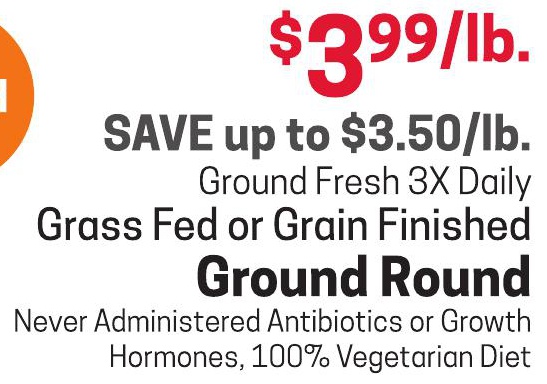 $3.99/lb.
SAVE up to $3.50/lb.
Ground Fresh 3X Daily
Grass Fed or Grain Finished
Ground Round
Never Administered Antibiotics or Growth
Hormones, 100% Vegetarian Diet